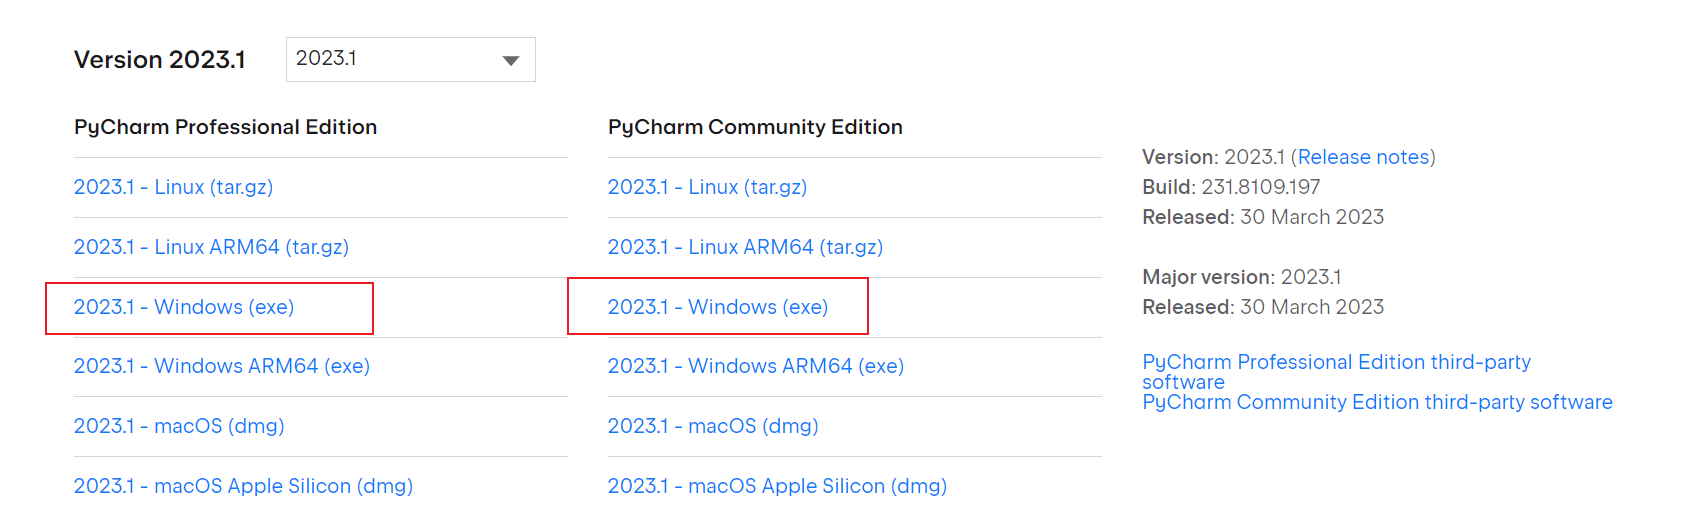 Version 2023.1
2023.1
PyCharm Professional Edition
2023.1 - Linux (tar.gz)
2023.1 - Linux ARM64 (tar.gz)
2023.1 - Windows (exe)
2023.1 - Windows ARM64 (exe)
2023.1 - macOS (dmg)
2023.1 - macOS Apple Silicon (dmg)
PyCharm Community Edition
2023.1 - Linux (tar.gz)
2023.1 - Linux ARM64 (tar.gz)
2023.1 - Windows (exe)
2023.1 - Windows ARM64 (exe)
2023.1 - macOS (dmg)
2023.1 - macOS Apple Silicon (dmg)
Version: 2023.1 (Release notes)
Build: 231.8109.197
Released: 30 March 2023
Major version: 2023.1
Released: 30 March 2023
PyCharm Professional Edition third-party
software
PyCharm Community Edition third-party software